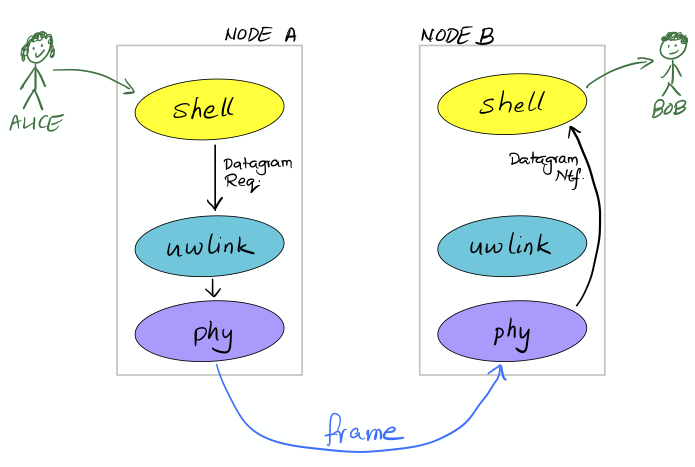 NODE A
NODE B
ALICE
shell
Datagram
Req.
uwlink
phy
shell
BOB
Datagram
Ntf.
uwlink
phy
frame